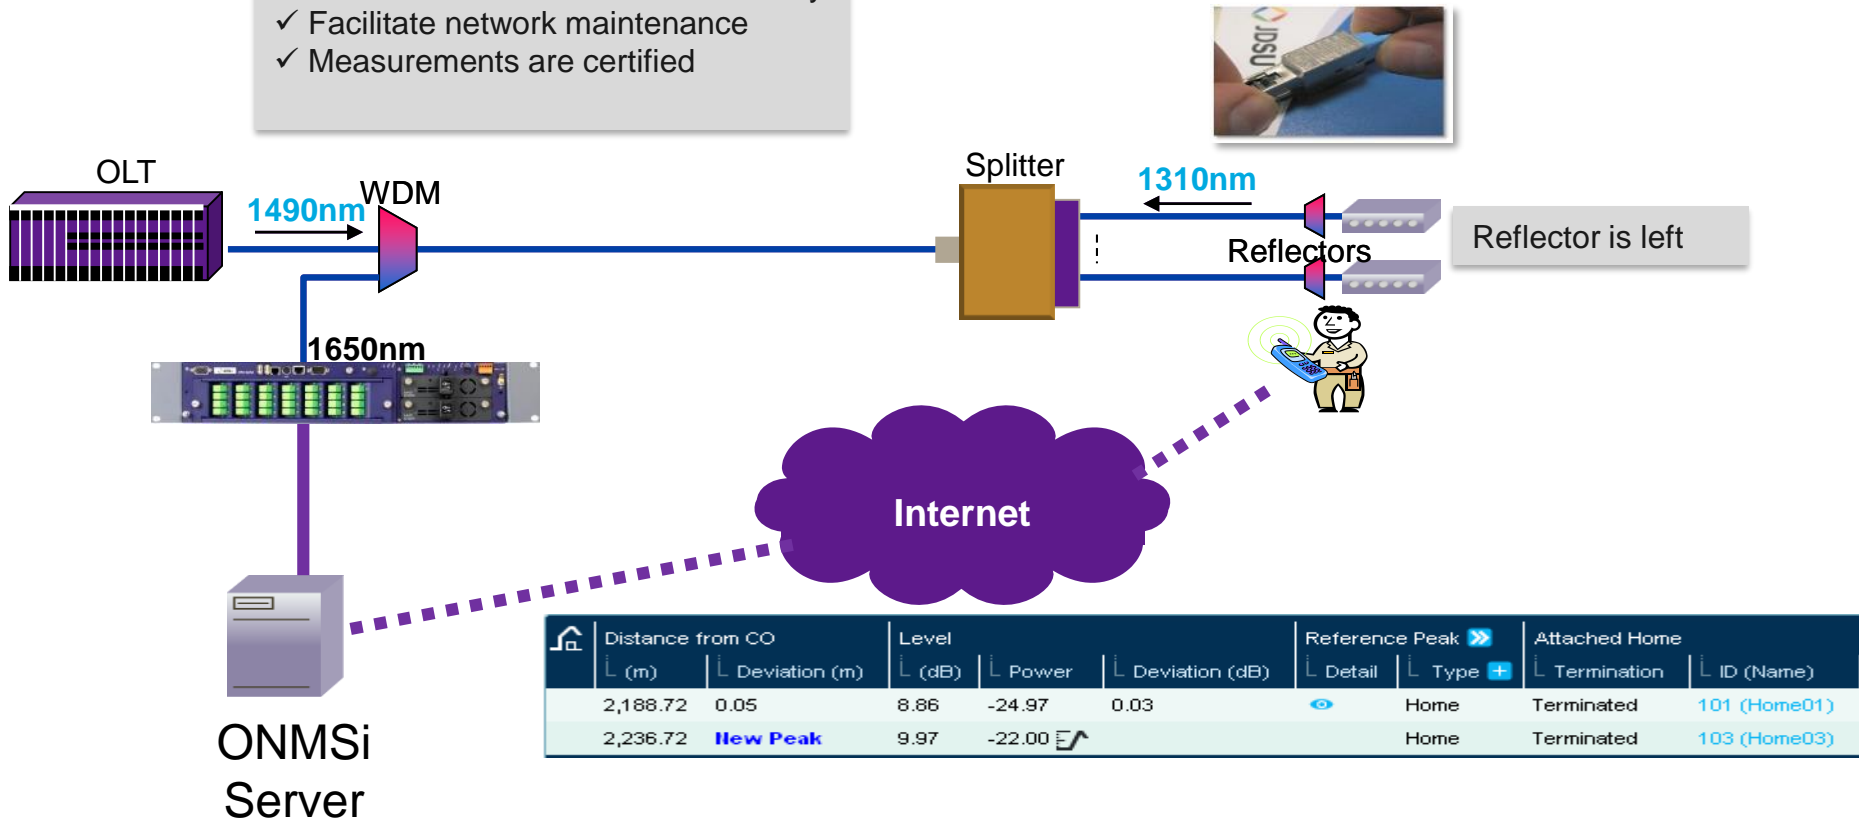 ✓ Facilitate network maintenance
✓ Measurements are certified
JDSU
OLT
WDM
1490nm
Splitter
1310nm
Reflectors
Reflector is left
1650nm
Internet
ONMSi
Server
Distance from CO Level Reference Peak Attached Home
(m) Deviation (m) (dB) Power Deviation (dB) Detail Type + Termination ID (Name)
2,188.72 0.05 8.86 -24.97 0.03 Home Terminated 101 (Home01)
2,236.72 New Peak 9.97 -22.00 Home Terminated 103 (Home03)